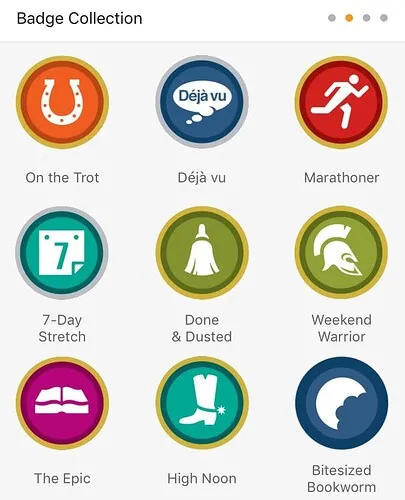 Badge Collection
Déjà vu
On the Trot
Déjà vu
Marathoner
7
7-Day
Stretch
Done
& Dusted
Weekend
Warrior
The Epic
High Noon
Bitesized
Bookworm